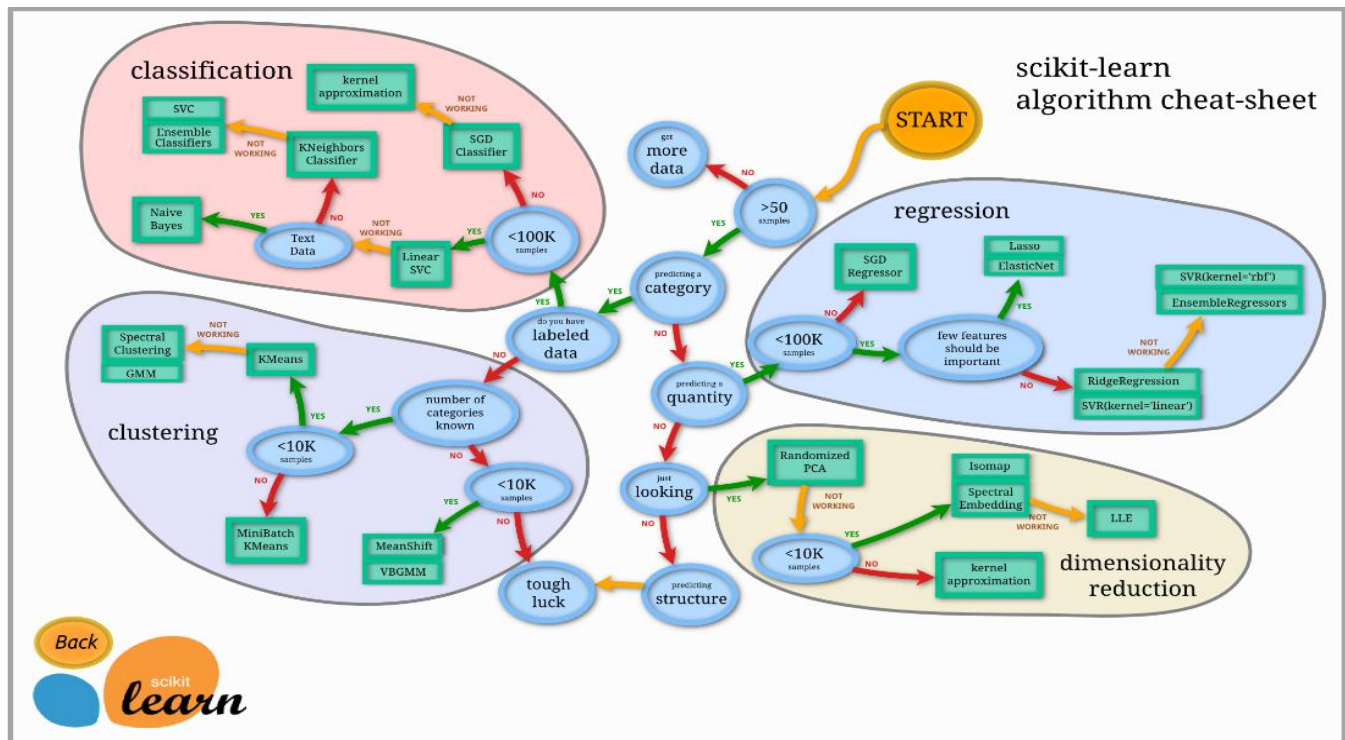 scikit-learn
algorithm cheat-sheet
START
get
more
data
NO
>50
samples
YES
predicting a
category
YES
NO
do you have
labeled
data
YES
NO
predicting a
quantity
YES
NO
just
looking
YES
NO
predicting
structure
tough
luck
classification
kernel
approximation
NOT
WORKING
SVC
Ensemble
Classifiers
NOT
WORKING
KNeighbors
Classifier
SGD
Classifier
NO
Naive
Bayes
YES
NO
Text
Data
NOT
WORKING
Linear
SVC
YES
<100K
samples
regression
SGD
Regressor
NO
<100K
samples
YES
Lasso
ElasticNet
YES
few features
should be
important
NO
SVR(kernel='rbf')
EnsembleRegressors
NOT
WORKING
RidgeRegression
SVR(kernel='linear')
clustering
Spectral
Clustering
GMM
NOT
WORKING
KMeans
YES
<10K
samples
YES
number of
categories
known
NO
NO
MiniBatch
KMeans
<10K
samples
YES
NO
MeanShift
VBGMM
Randomized
PCA
NOT
WORKING
<10K
samples
YES
NO
Isomap
Spectral
Embedding
NOT
WORKING
LLE
kernel
approximation
dimensionality
reduction
Back
scikit
learn